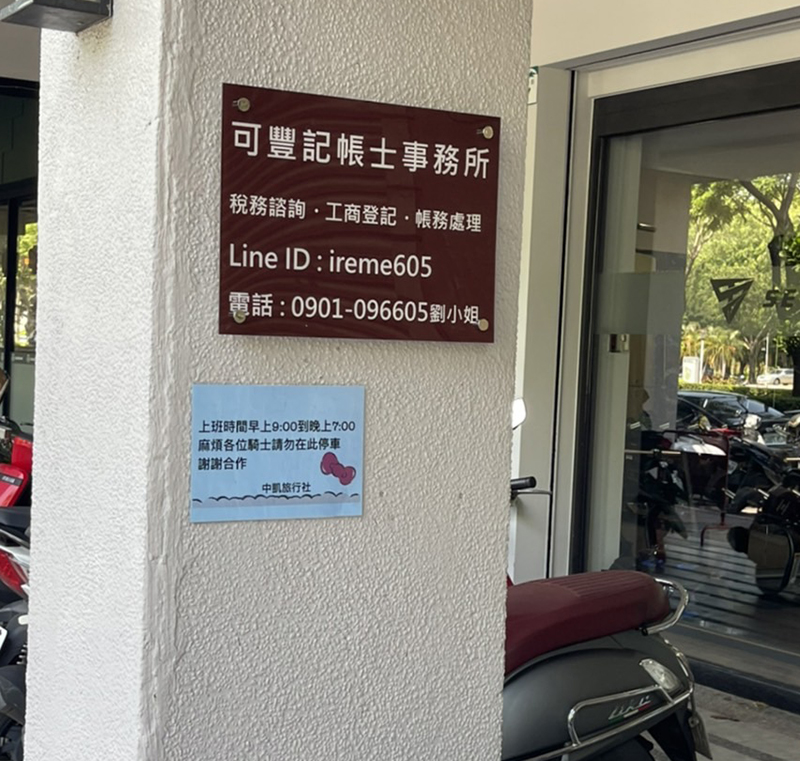 可豐記帳士事務所
稅務諮詢・工商登記・帳務處理
Line ID : ireme605
電話 : 0901-096605劉小姐
上班時間早上9:00到晚上7:00
麻煩各位騎士請勿在此停車
謝謝合作
中凱旅行社
SE